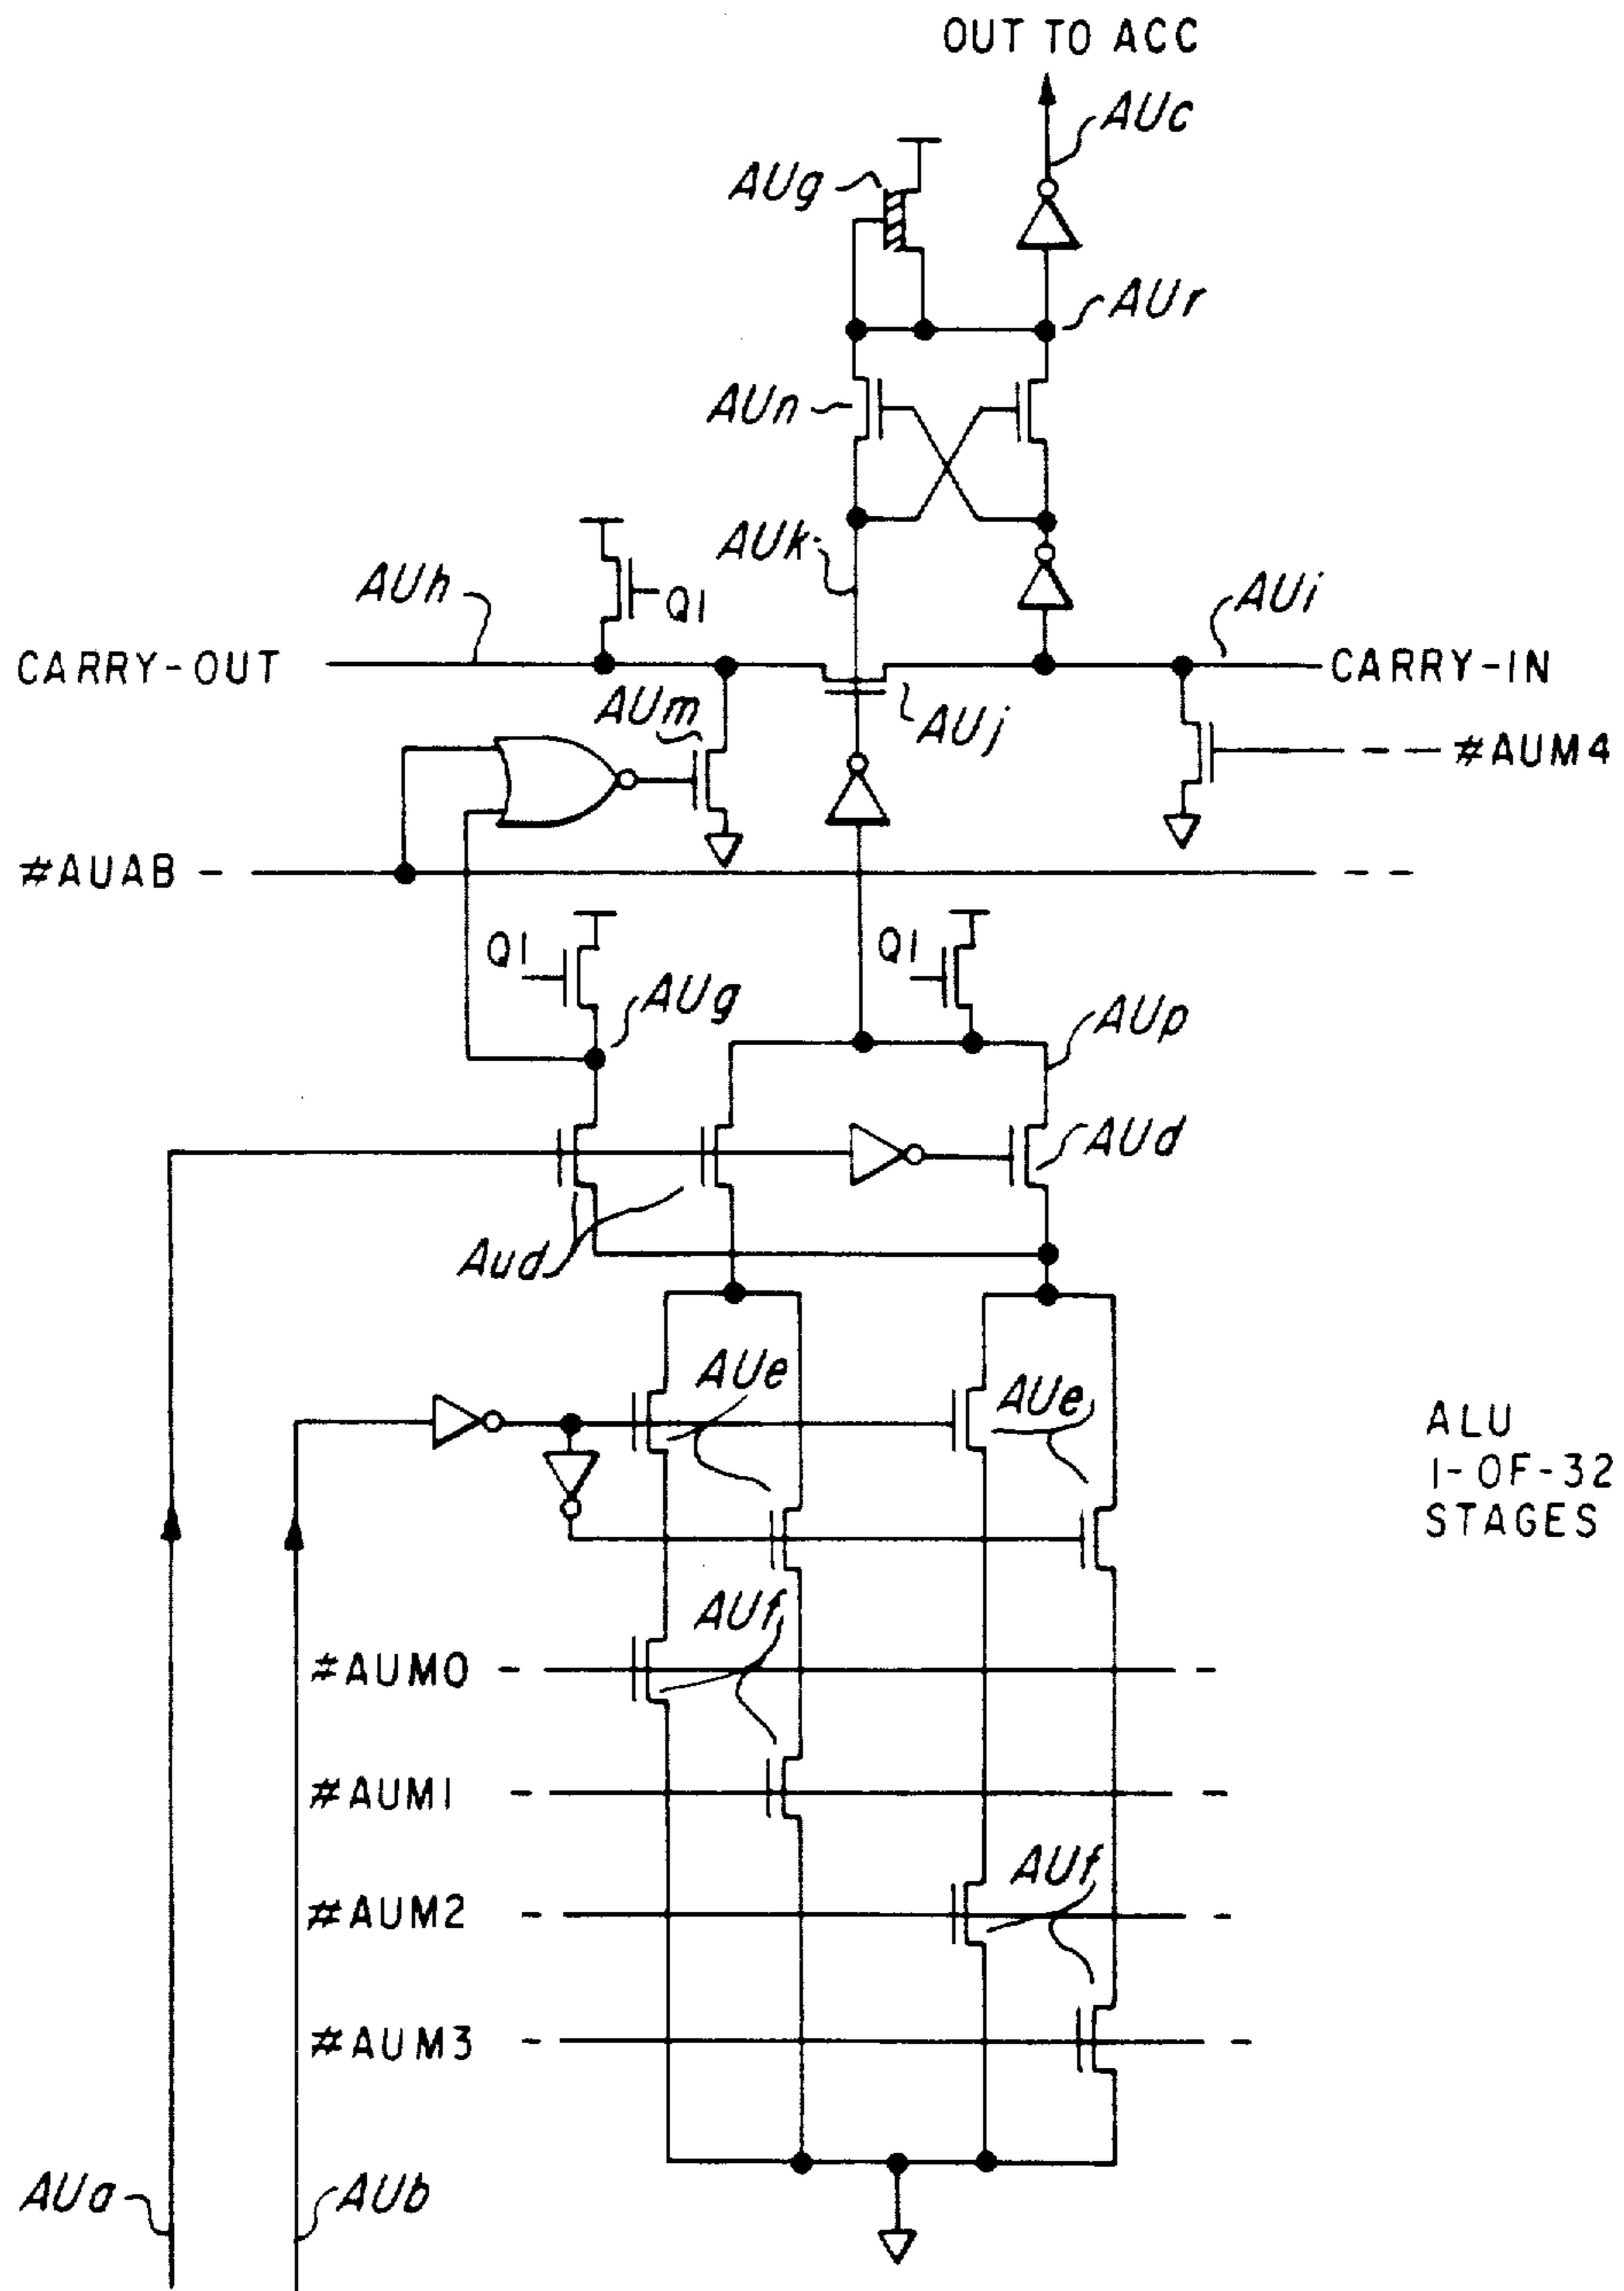 OUT TO ACC
AUc
AUg
AUr
AUn
AUk
AUh
Q1
AUi
CARRY-OUT
CARRY-IN
AUm
AUj
#AUM4
#AUAB
Q1
Q1
AUg
AUp
AUd
Aud
AUe
AUe
ALU
1-OF-32
STAGES
AUf
#AUM0
#AUM1
AUf
#AUM2
#AUM3
AUa
AUb